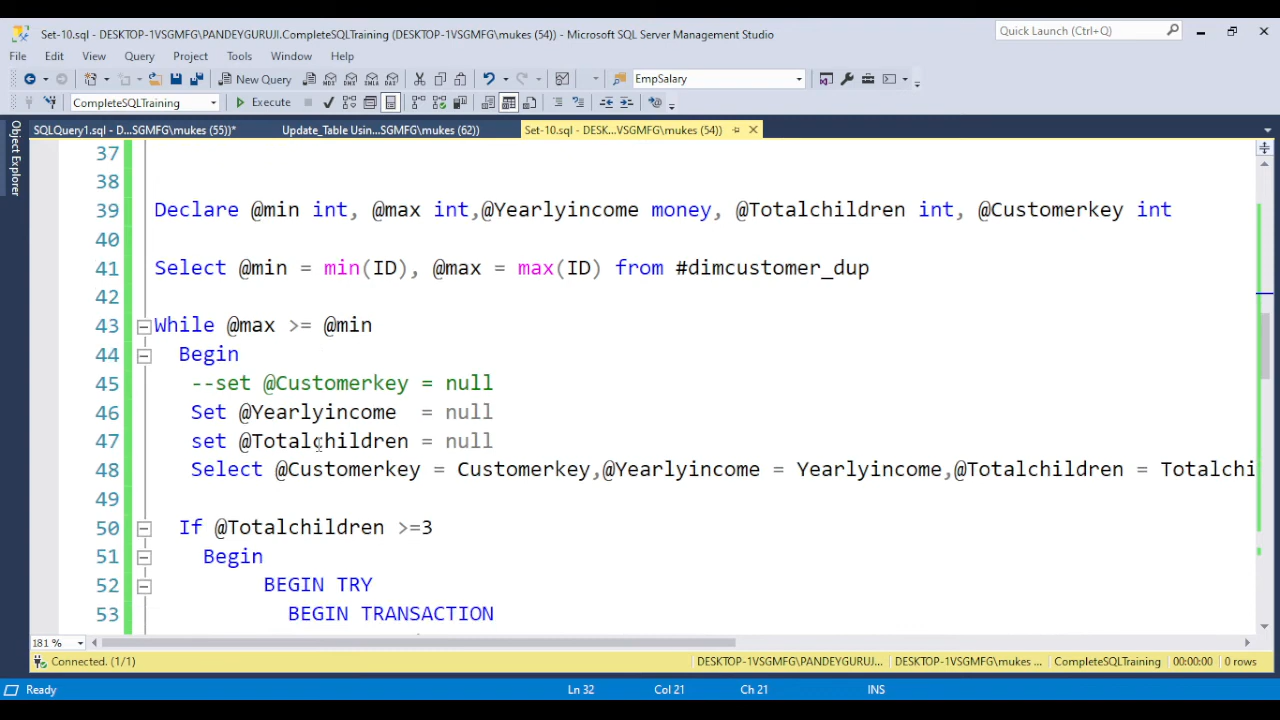 Set-10.sql - DESKTOP-1VSGMFG\PANDEYGURUJI.CompleteSQLTraining (DESKTOP-1VSGMFG\mukes (54)) - Microsoft SQL Server Management Studio
Quick Launch (Ctrl+Q)
File Edit View Query Project Tools Window Help
New Query
EmpSalary
CompleteSQLTraining
Execute
SQLQuery1.sql - D...SGMFG\mukes (55))*
Update_Table Usin...SGMFG\mukes (62))
Set-10.sql - DESK...VSGMFG\mukes (54))
Object Explorer
37
38
39 Declare @min int, @max int,@Yearlyincome money, @Totalchildren int, @Customerkey int
40
41 Select @min = min(ID), @max = max(ID) from #dimcustomer_dup
42
43 While @max >= @min
44 Begin
45 --set @Customerkey = null
46 Set @Yearlyincome = null
47 set @Totalchildren = null
48 Select @Customerkey = Customerkey,@Yearlyincome = Yearlyincome,@Totalchildren = Totalchi
49
50 If @Totalchildren >=3
51 Begin
52 BEGIN TRY
53 BEGIN TRANSACTION
181 %
Connected. (1/1)
DESKTOP-1VSGMFG\PANDEYGURUJ...
DESKTOP-1VSGMFG\mukes ...
CompleteSQLTraining
00:00:00
0 rows
Ready
Ln 32
Col 21
Ch 21
INS